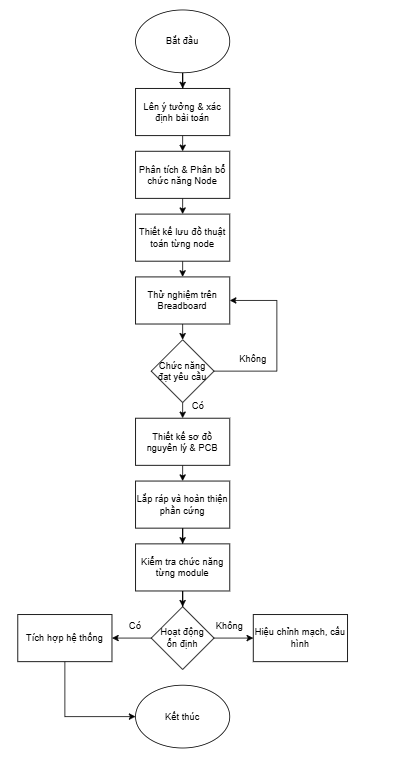 Bắt đầu
Lên ý tưởng & xác
định bài toán
Phân tích & Phân bổ
chức năng Node
Thiết kế lưu đồ thuật
toán từng node
Thử nghiệm trên
Breadboard
Không
Chức năng
đạt yêu cầu
Có
Thiết kế sơ đồ
nguyên lý & PCB
Lắp ráp và hoàn thiện
phần cứng
Kiểm tra chức năng
từng module
Có
Hoạt động
ổn định
Không
Tích hợp hệ thống
Hiệu chỉnh mạch, cấu
hình
Kết thúc